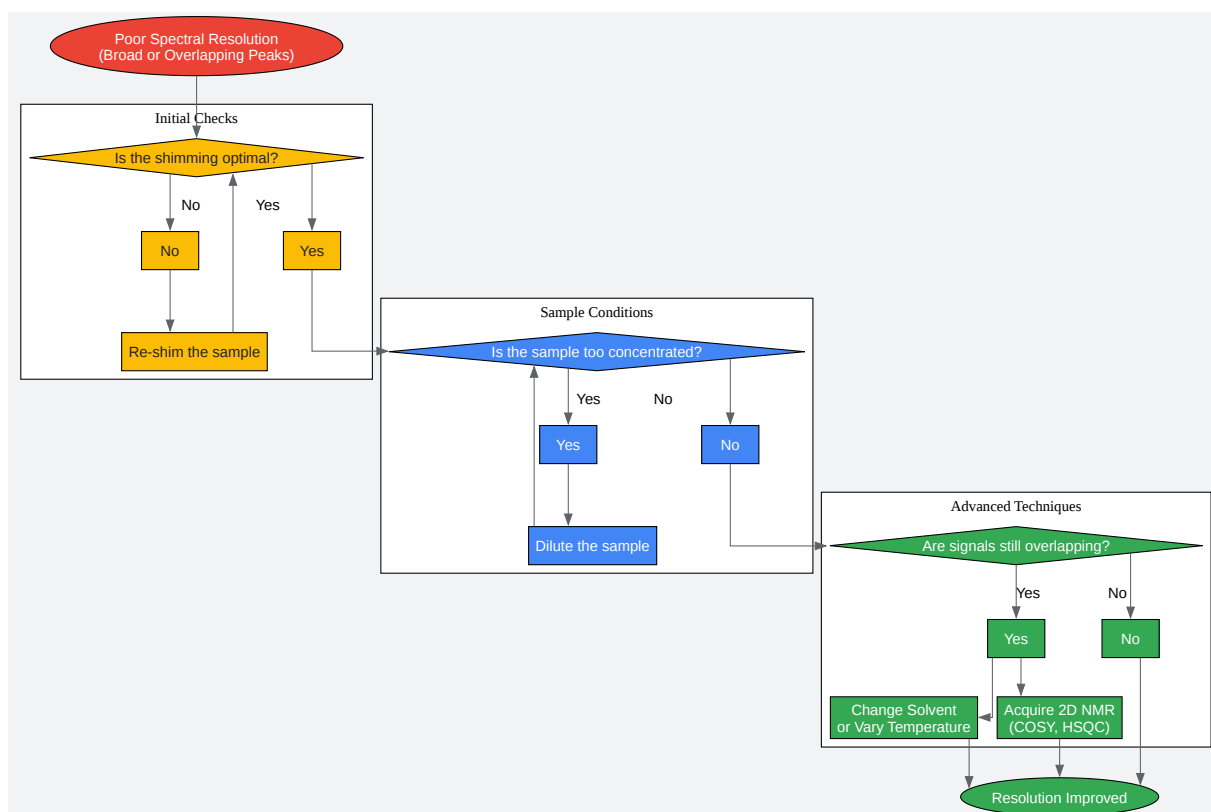 Poor Spectral Resolution
(Broad or Overlapping Peaks)
Initial Checks
Is the shimming optimal?
No
Yes
No
Yes
Re-shim the sample
Sample Conditions
Is the sample too concentrated?
Yes
No
Yes
No
Dilute the sample
Advanced Techniques
Are signals still overlapping?
Yes
No
Yes
No
Change Solvent
or Vary Temperature
Acquire 2D NMR
(COSY, HSQC)
Resolution Improved